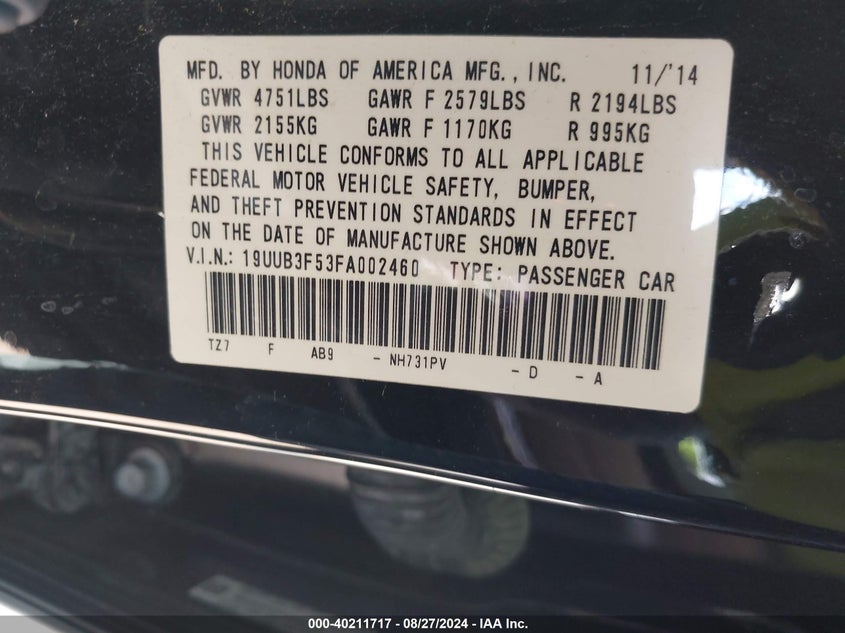 MFD. BY HONDA OF AMERICA MFG., INC. 11/'14
GVWR 4751LBS GAWR F 2579LBS R 2194LBS
GVWR 2155KG GAWR F 1170KG R 995KG
THIS VEHICLE CONFORMS TO ALL APPLICABLE
FEDERAL MOTOR VEHICLE SAFETY, BUMPER,
AND THEFT PREVENTION STANDARDS IN EFFECT
ON THE DATE OF MANUFACTURE SHOWN ABOVE.
V.I.N.: 19UUB3F53FA002460 TYPE: PASSENGER CAR
TZ7 F AB9 - NH731PV - D - A
000-40211717 - 08/27/2024 - IAA Inc.